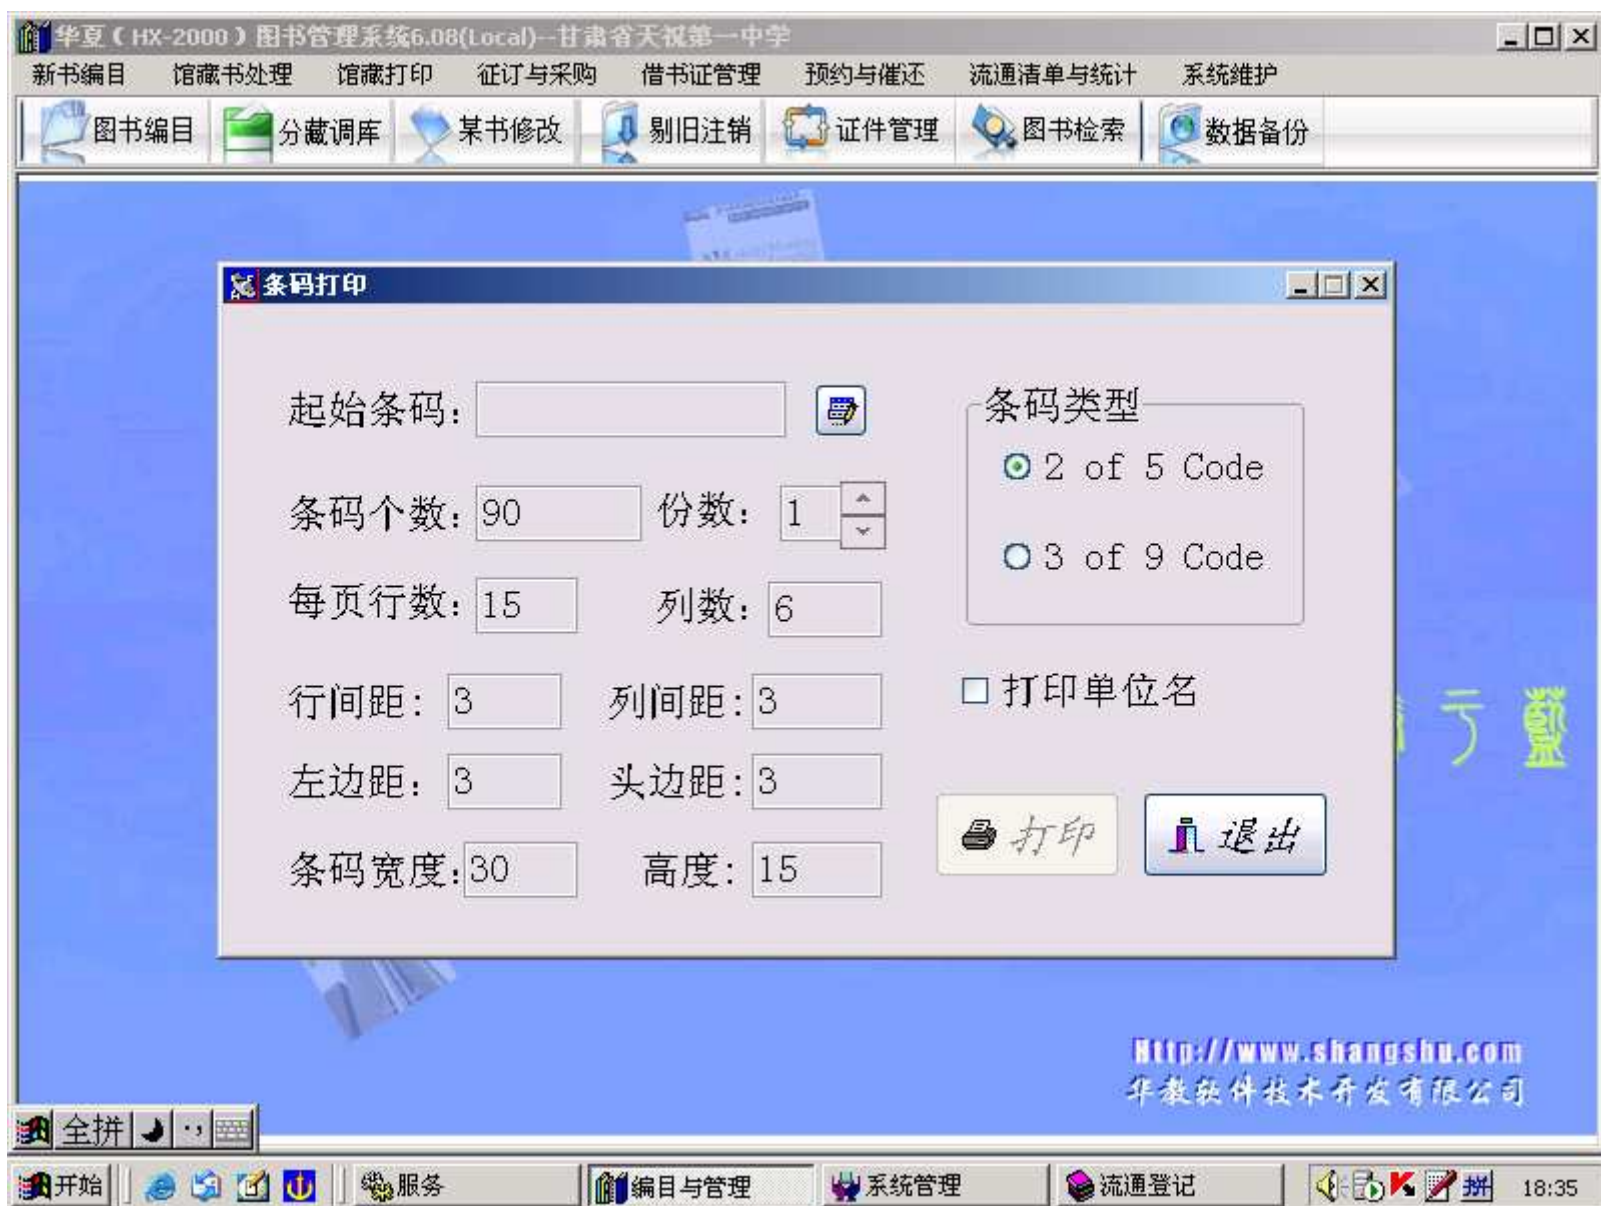 华夏（HX-2000）图书管理系统6.08(Local)--甘肃省天祝第一中学
新书编目 馆藏书处理 馆藏打印 征订与采购 借书证管理 预约与催还 流通清单与统计 系统维护
图书编目 分藏调库 某书修改 剔旧注销 证件管理 图书检索 数据备份
条码打印
起始条码： 条码类型
2 of 5 Code
条码个数：90 份数：1
3 of 9 Code
每页行数：15 列数：6
行间距：3 列间距：3 打印单位名
左边距：3 头边距：3
打印 退出
条码宽度：30 高度：15
Http://www.shangshu.com
华教软件技术开发有限公司
全拼
开始 服务 编目与管理 系统管理 流通登记 拼 18:35